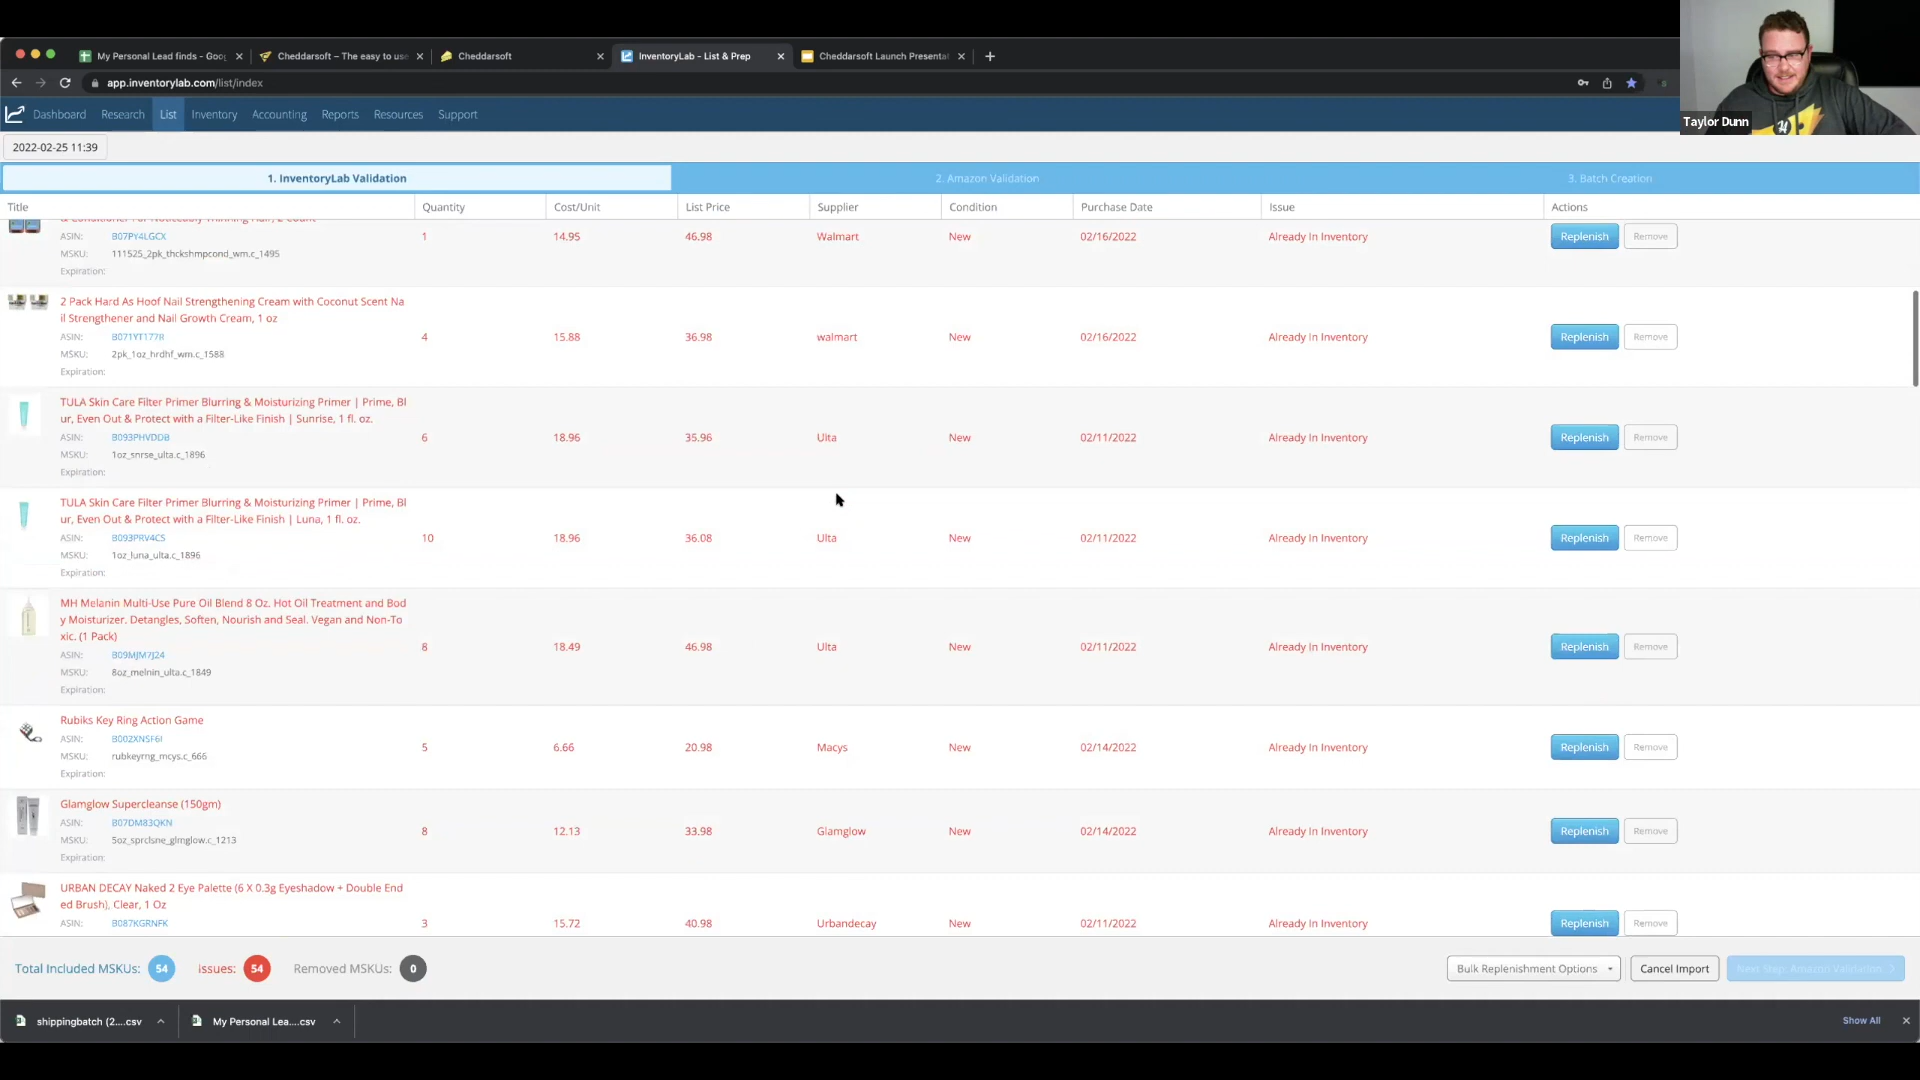 My Personal Lead finds - Goog
Cheddarsoft – The easy to use
Cheddarsoft
InventoryLab - List & Prep
Cheddarsoft Launch Presentat
app.inventorylab.com/list/index
Dashboard Research List Inventory Accounting Reports Resources Support
Taylor Dunn
2022-02-25 11:39
1. InventoryLab Validation 2. Amazon Validation 3. Batch Creation
Title Quantity Cost/Unit List Price Supplier Condition Purchase Date Issue Actions
& Conditioner For Noticeably Thinning Hair, 2 Count
ASIN: B07PY4LGCX 1 14.95 46.98 Walmart New 02/16/2022 Already In Inventory Replenish Remove
MSKU: 111525_2pk_thckshmpcond_wm.c_1495
Expiration:
2 Pack Hard As Hoof Nail Strengthening Cream with Coconut Scent Na
il Strengthener and Nail Growth Cream, 1 oz
ASIN: B071YT177R 4 15.88 36.98 walmart New 02/16/2022 Already In Inventory Replenish Remove
MSKU: 2pk_1oz_hrdhf_wm.c_1588
Expiration:
TULA Skin Care Filter Primer Blurring & Moisturizing Primer | Prime, Bl
ur, Even Out & Protect with a Filter-Like Finish | Sunrise, 1 fl. oz.
ASIN: B093PHVDDB 6 18.96 35.96 Ulta New 02/11/2022 Already In Inventory Replenish Remove
MSKU: 1oz_snrse_ulta.c_1896
Expiration:
TULA Skin Care Filter Primer Blurring & Moisturizing Primer | Prime, Bl
ur, Even Out & Protect with a Filter-Like Finish | Luna, 1 fl. oz.
ASIN: B093PRV4CS 10 18.96 36.08 Ulta New 02/11/2022 Already In Inventory Replenish Remove
MSKU: 1oz_luna_ulta.c_1896
Expiration:
MH Melanin Multi-Use Pure Oil Blend 8 Oz. Hot Oil Treatment and Bod
y Moisturizer. Detangles, Soften, Nourish and Seal. Vegan and Non-To
xic. (1 Pack)
ASIN: B09MJM7J24 8 18.49 46.98 Ulta New 02/11/2022 Already In Inventory Replenish Remove
MSKU: 8oz_melnin_ulta.c_1849
Expiration:
Rubiks Key Ring Action Game
ASIN: B002XNSF6I 5 6.66 20.98 Macys New 02/14/2022 Already In Inventory Replenish Remove
MSKU: rubkeyrng_mcys.c_666
Expiration:
Glamglow Supercleanse (150gm)
ASIN: B07DM83QKN 8 12.13 33.98 Glamglow New 02/14/2022 Already In Inventory Replenish Remove
MSKU: 5oz_sprclsne_glmglow.c_1213
Expiration:
URBAN DECAY Naked 2 Eye Palette (6 X 0.3g Eyeshadow + Double End
ed Brush), Clear, 1 Oz
ASIN: B087KGRNFK 3 15.72 40.98 Urbandecay New 02/11/2022 Already In Inventory Replenish Remove
Total Included MSKUs: 54 issues: 54 Removed MSKUs: 0 Bulk Replenishment Options Cancel Import Next Step: Amazon Validation
shippingbatch (2....csv My Personal Lea....csv Show All